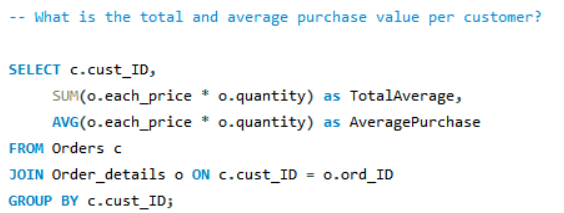 -- What is the total and average purchase value per customer?
SELECT c.cust_ID,
SUM(o.each_price * o.quantity) as TotalAverage,
AVG(o.each_price * o.quantity) as AveragePurchase
FROM Orders c
JOIN Order_details o ON c.cust_ID = o.ord_ID
GROUP BY c.cust_ID;